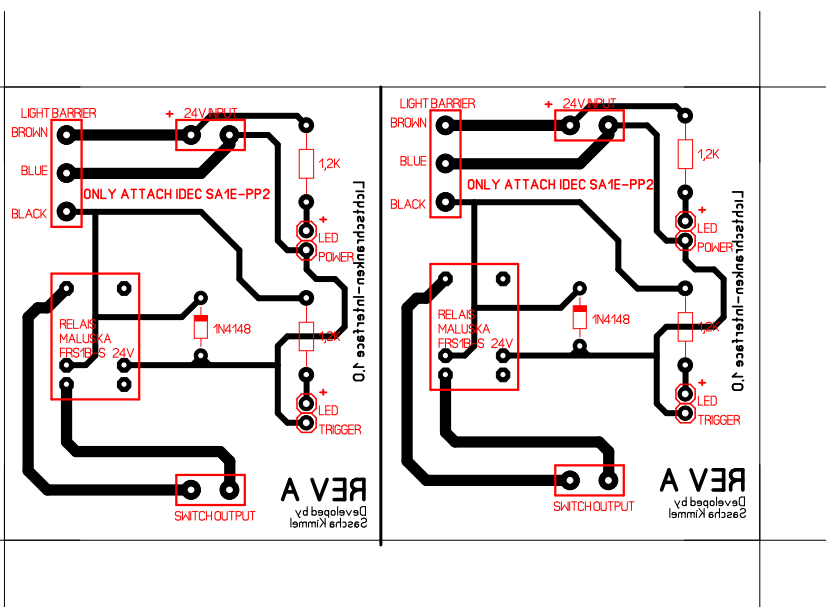 LIGHT BARRIER
+ 24V INPUT
BROWN
BLUE
1,2K
ONLY ATTACH IDEC SA1E-PP2
BLACK
+
LED
POWER
Lichtschranken-Interface 1.0
RELAIS
MALUSKA
FRS1B-S 24V
1N4148
1,2K
+
LED
TRIGGER
REV A
Developed by
Sascha Kimmel
SWITCH OUTPUT
LIGHT BARRIER
+ 24V INPUT
BROWN
BLUE
1,2K
ONLY ATTACH IDEC SA1E-PP2
BLACK
+
LED
POWER
Lichtschranken-Interface 1.0
RELAIS
MALUSKA
FRS1B-S 24V
1N4148
1,2K
+
LED
TRIGGER
REV A
Developed by
Sascha Kimmel
SWITCH OUTPUT